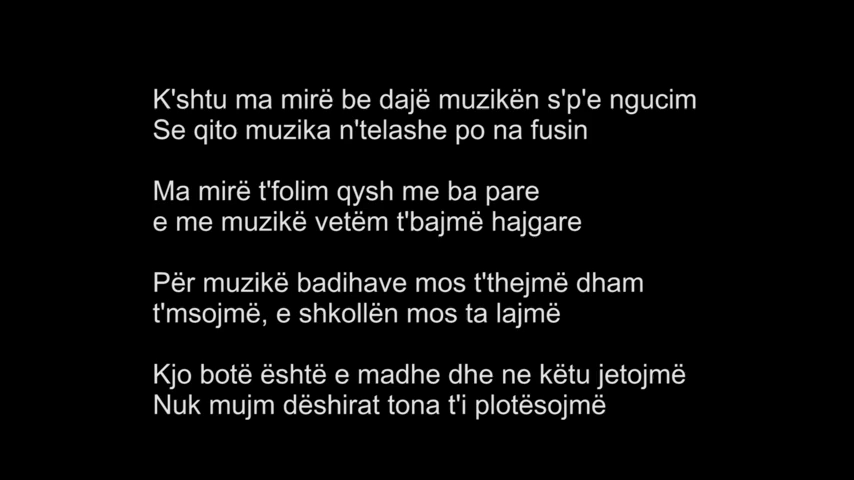 K'shtu ma mirë be dajë muzikën s'p'e ngucim
Se qito muzika n'telashe po na fusin
Ma mirë t'folim qysh me ba pare
e me muzikë vetëm t'bajmë hajgare
Për muzikë badihave mos t'thejmë dham
t'msojmë, e shkollën mos ta lajmë
Kjo botë është e madhe dhe ne këtu jetojmë
Nuk mujm dëshirat tona t'i plotësojmë